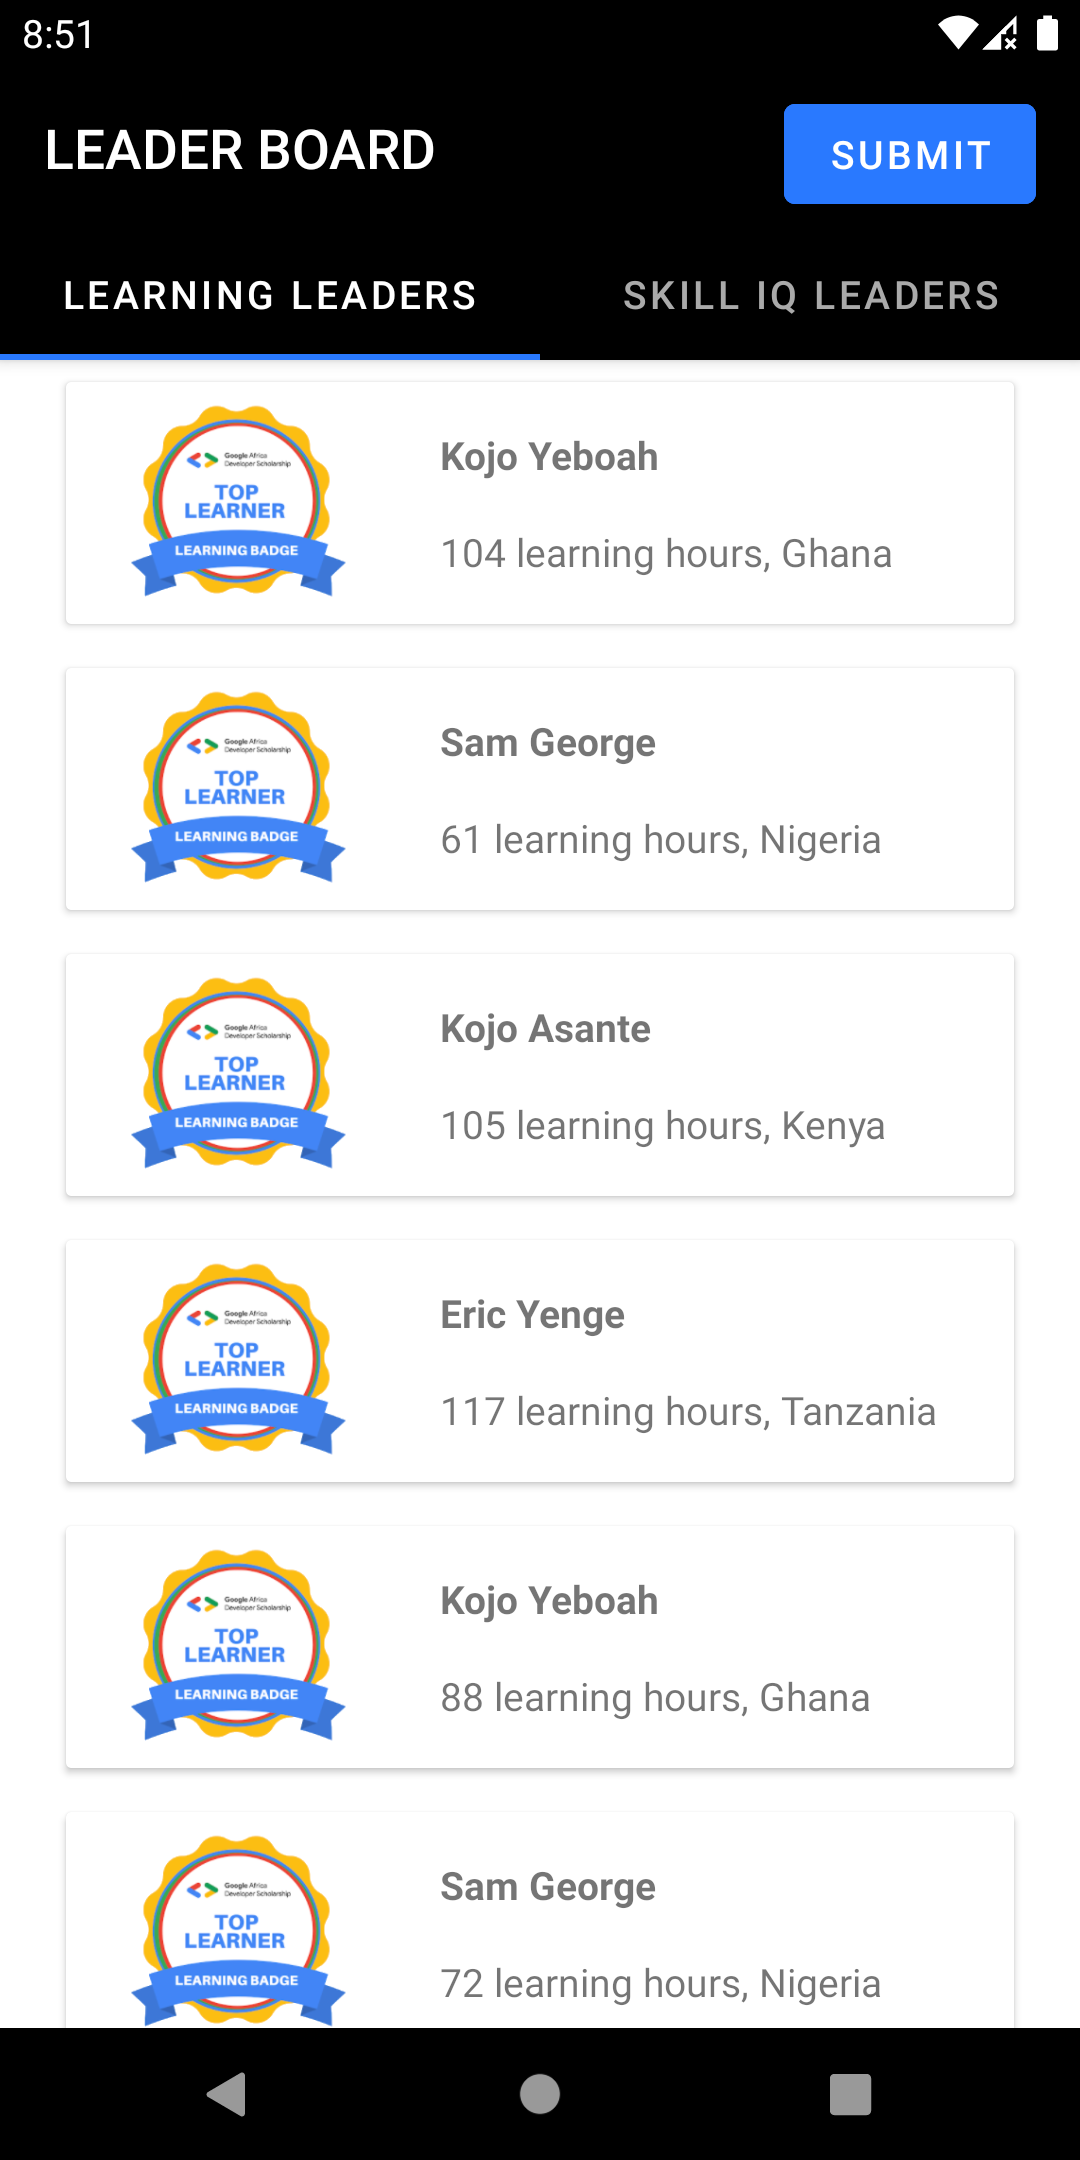 8:51
LEADER BOARD
SUBMIT
LEARNING LEADERS
SKILL IQ LEADERS
Google Africa
Developer Scholarship
TOP
LEARNER
LEARNING BADGE
Kojo Yeboah
104 learning hours, Ghana
Google Africa
Developer Scholarship
TOP
LEARNER
LEARNING BADGE
Sam George
61 learning hours, Nigeria
Google Africa
Developer Scholarship
TOP
LEARNER
LEARNING BADGE
Kojo Asante
105 learning hours, Kenya
Google Africa
Developer Scholarship
TOP
LEARNER
LEARNING BADGE
Eric Yenge
117 learning hours, Tanzania
Google Africa
Developer Scholarship
TOP
LEARNER
LEARNING BADGE
Kojo Yeboah
88 learning hours, Ghana
Google Africa
Developer Scholarship
TOP
LEARNER
LEARNING BADGE
Sam George
72 learning hours, Nigeria